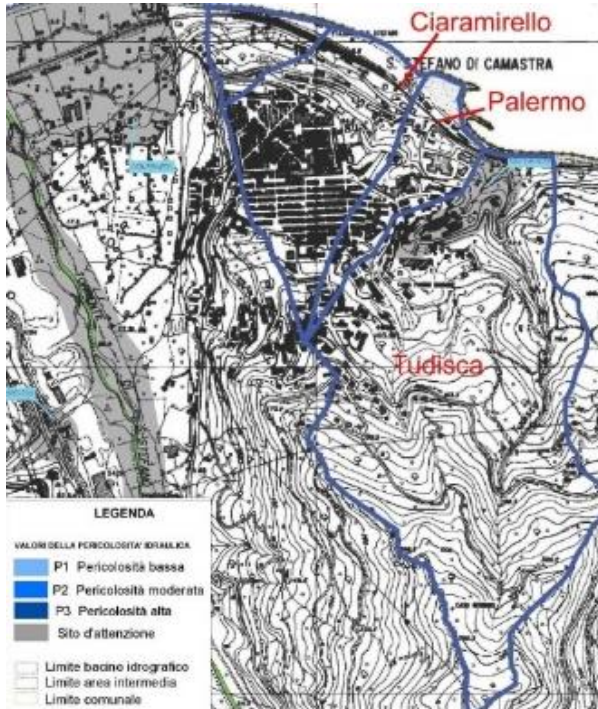 Ciaramirello
S. STEFANO DI CAMASTRA
Palermo
Tudisca
LEGENDA
VALORI DELLA PERICOLOSITA' IDRAULICA
P1 Pericolosità bassa
P2 Pericolosità moderata
P3 Pericolosità alta
Sito d'attenzione
Limite bacino idrografico
Limite area intermedia
Limite comunale